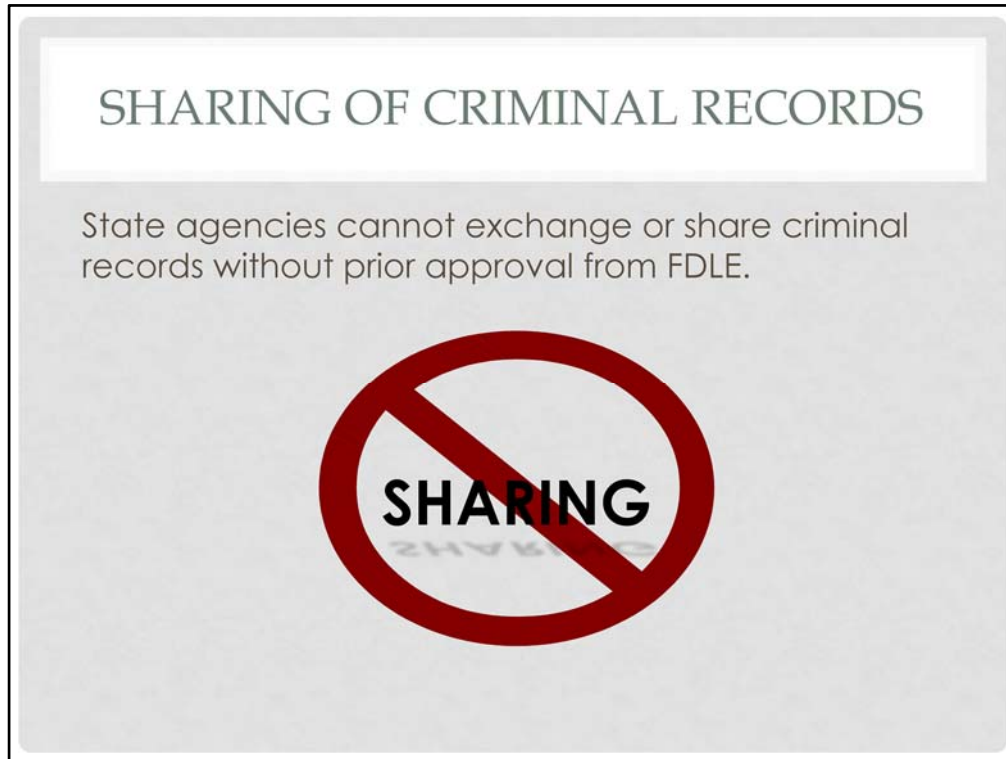 SHARING OF CRIMINAL RECORDS
State agencies cannot exchange or share criminal
records without prior approval from FDLE.
SHARING